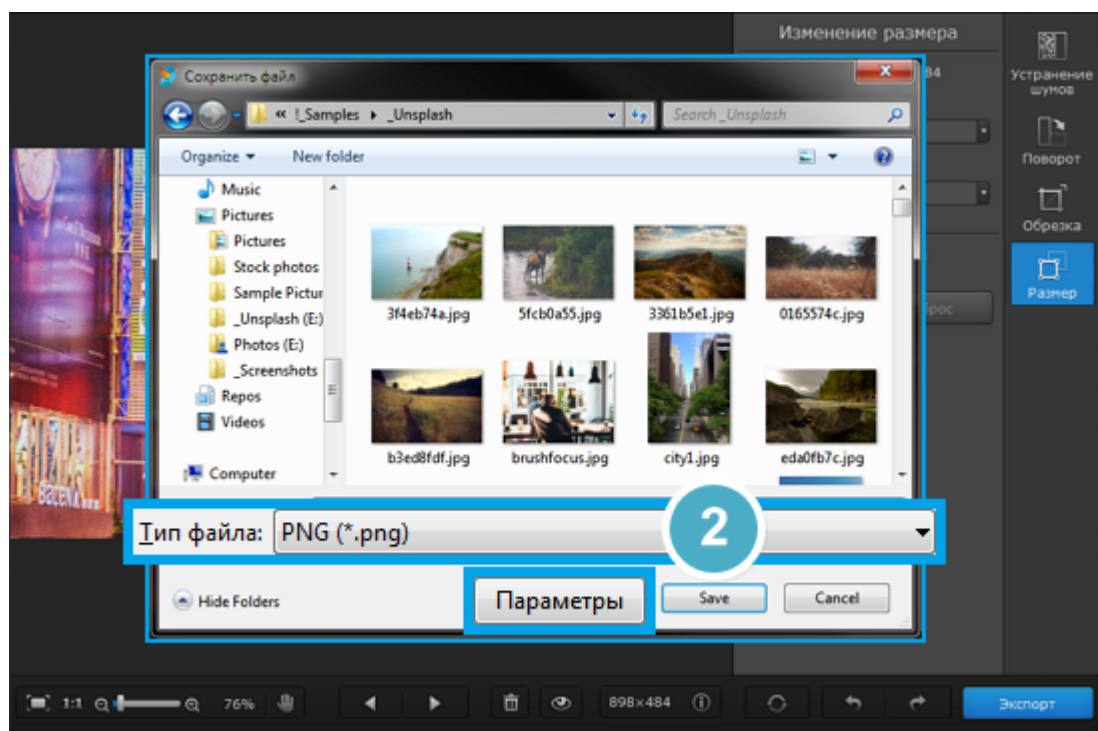 Изменение размера
Сохранить файл
84
Устранение
шумов
« !_Samples ▸ _Unsplash
Search _Unsplash
Organize
New folder
Поворот
Music
Pictures
Pictures
Stock photos
Sample Pictur
_Unsplash (E:)
Photos (E:)
_Screenshots
Repos
Videos
Computer
Обрезка
Размер
3f4eb74a.jpg
5fcb0a55.jpg
3361b5e1.jpg
0165574c.jpg
брос
b3ed8fdf.jpg
brushfocus.jpg
city1.jpg
eda0fb7c.jpg
Тип файла: PNG (*.png)
2
Hide Folders
Параметры
Save
Cancel
1:1
76%
898×484
Экспорт